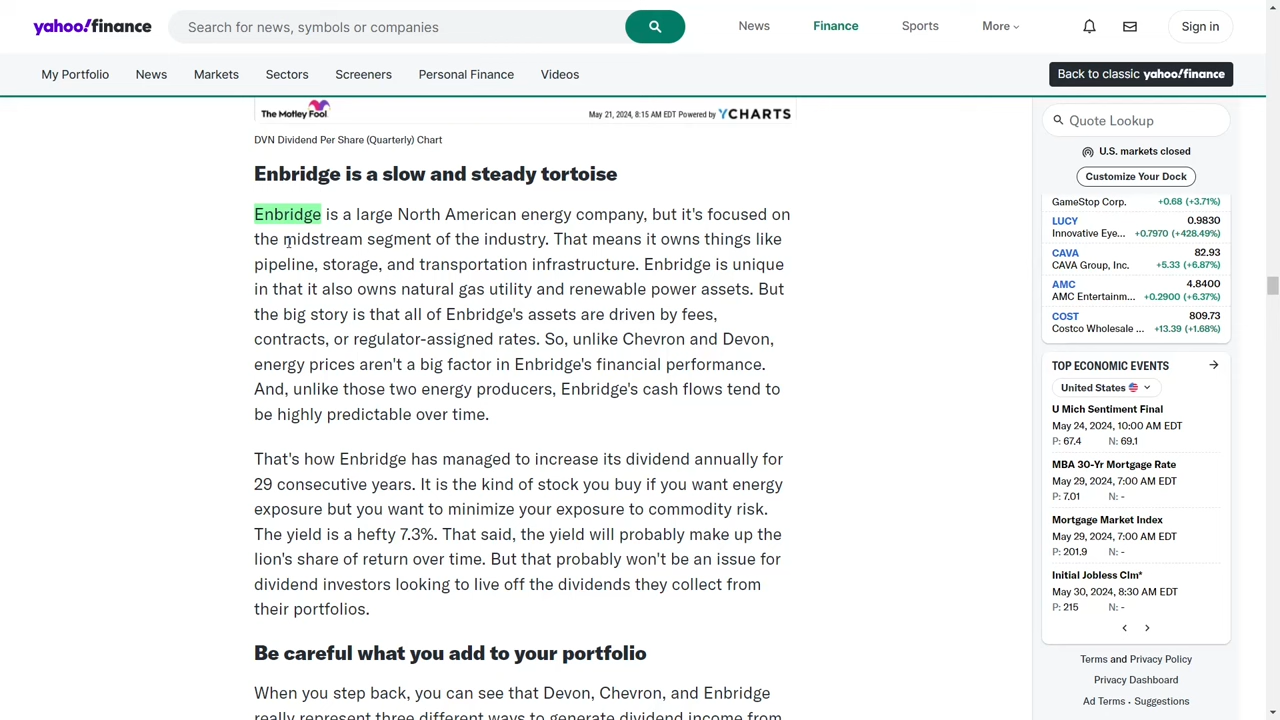 yahoo!finance
Search for news, symbols or companies
News
Finance
Sports
More
Sign in
My Portfolio
News
Markets
Sectors
Screeners
Personal Finance
Videos
Back to classic yahoo!finance
The Motley Fool
May 21, 2024, 8:15 AM EDT Powered by YCHARTS
DVN Dividend Per Share (Quarterly) Chart
Enbridge is a slow and steady tortoise
Enbridge is a large North American energy company, but it's focused on
the midstream segment of the industry. That means it owns things like
pipeline, storage, and transportation infrastructure. Enbridge is unique
in that it also owns natural gas utility and renewable power assets. But
the big story is that all of Enbridge's assets are driven by fees,
contracts, or regulator-assigned rates. So, unlike Chevron and Devon,
energy prices aren't a big factor in Enbridge's financial performance.
And, unlike those two energy producers, Enbridge's cash flows tend to
be highly predictable over time.
That's how Enbridge has managed to increase its dividend annually for
29 consecutive years. It is the kind of stock you buy if you want energy
exposure but you want to minimize your exposure to commodity risk.
The yield is a hefty 7.3%. That said, the yield will probably make up the
lion's share of return over time. But that probably won't be an issue for
dividend investors looking to live off the dividends they collect from
their portfolios.
Be careful what you add to your portfolio
When you step back, you can see that Devon, Chevron, and Enbridge
really represent three different ways to generate dividend income from
Quote Lookup
U.S. markets closed
Customize Your Dock
GameStop Corp. +0.68 (+3.71%)
LUCY 0.9830
Innovative Eye... +0.7970 (+428.49%)
CAVA 82.93
CAVA Group, Inc. +5.33 (+6.87%)
AMC 4.8400
AMC Entertainm... +0.2900 (+6.37%)
COST 809.73
Costco Wholesale ... +13.39 (+1.68%)
TOP ECONOMIC EVENTS
United States
U Mich Sentiment Final
May 24, 2024, 10:00 AM EDT
P: 67.4 N: 69.1
MBA 30-Yr Mortgage Rate
May 29, 2024, 7:00 AM EDT
P: 7.01 N: -
Mortgage Market Index
May 29, 2024, 7:00 AM EDT
P: 201.9 N: -
Initial Jobless Clm*
May 30, 2024, 8:30 AM EDT
P: 215 N: -
Terms and Privacy Policy
Privacy Dashboard
Ad Terms • Suggestions